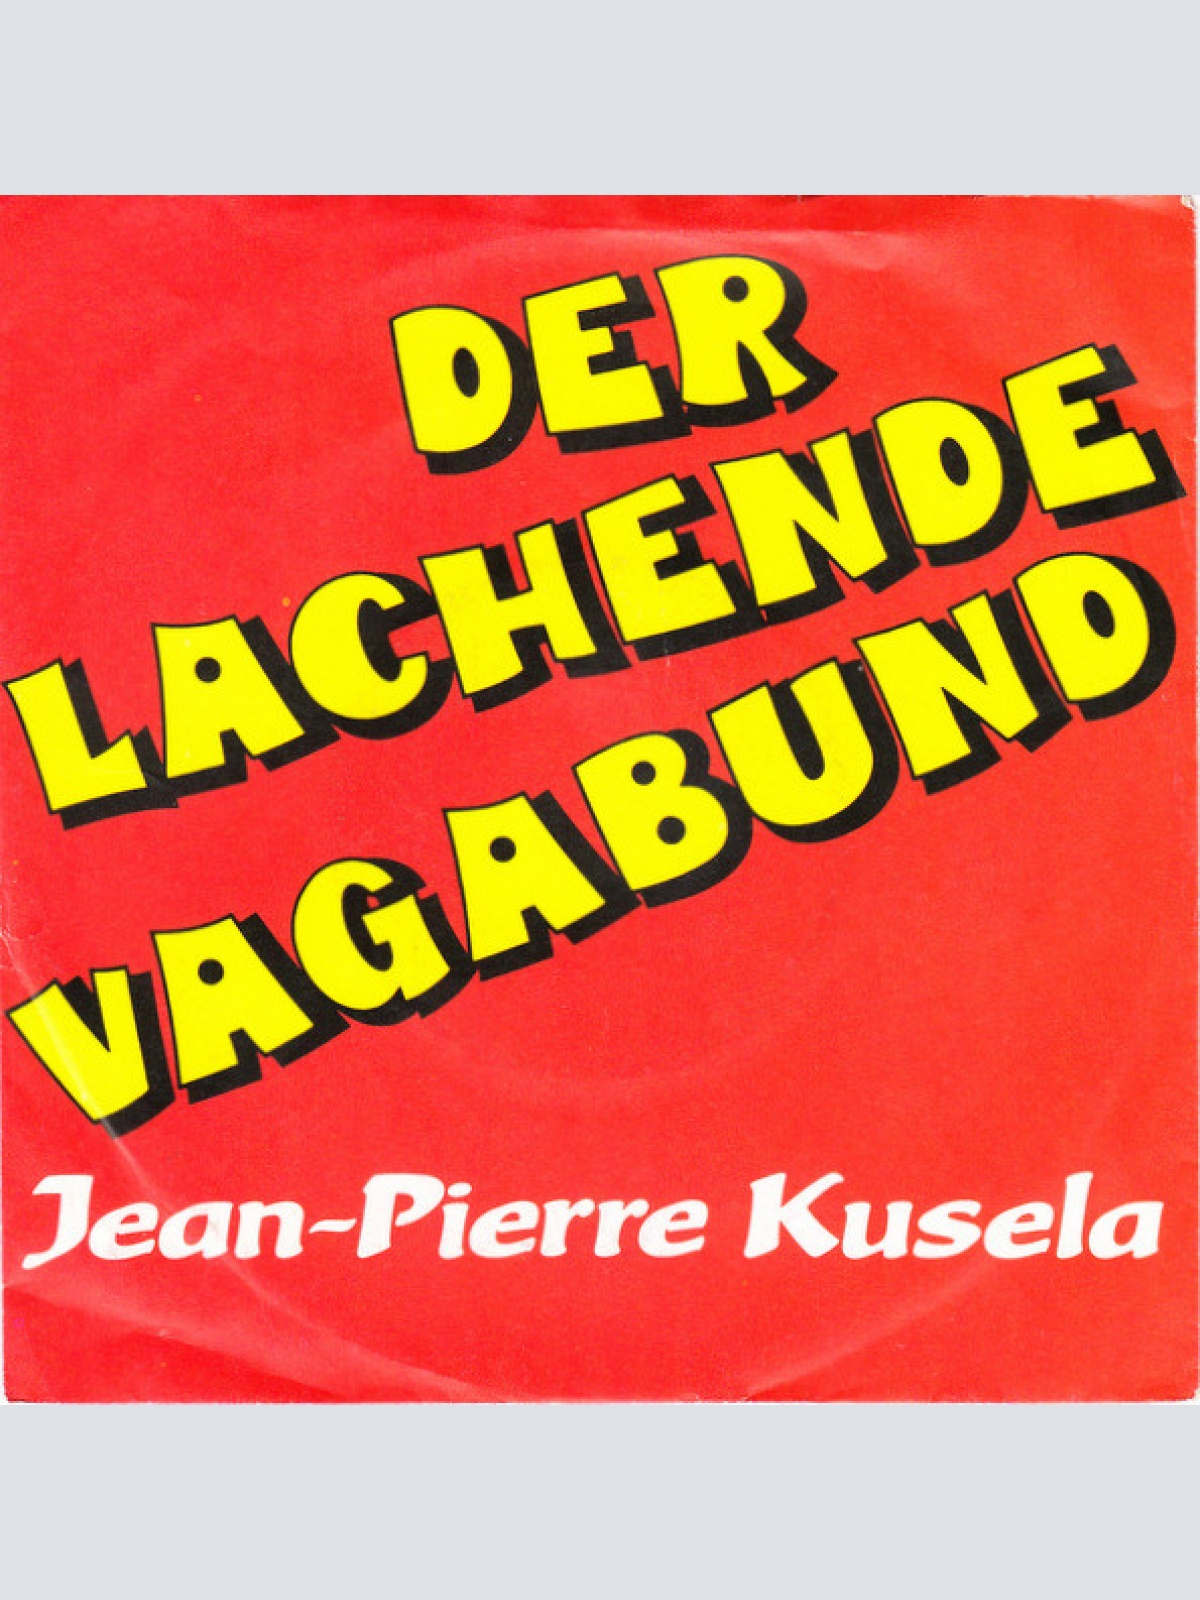 DER
LACHENDE
VAGABUND
Jean-Pierre Kusela